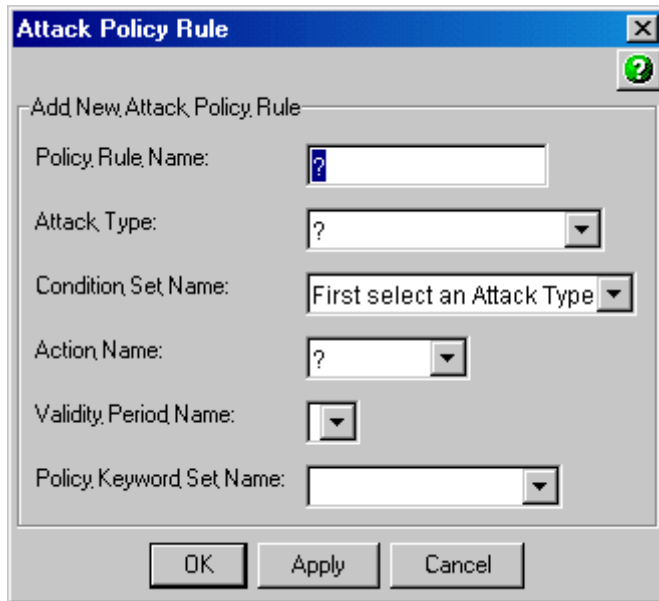 Attack Policy Rule
?
Add New Attack Policy Rule
Policy Rule Name:
?
Attack Type:
?
Condition Set Name:
First select an Attack Type
Action Name:
?
Validity Period Name:
Policy Keyword Set Name:
OK
Apply
Cancel